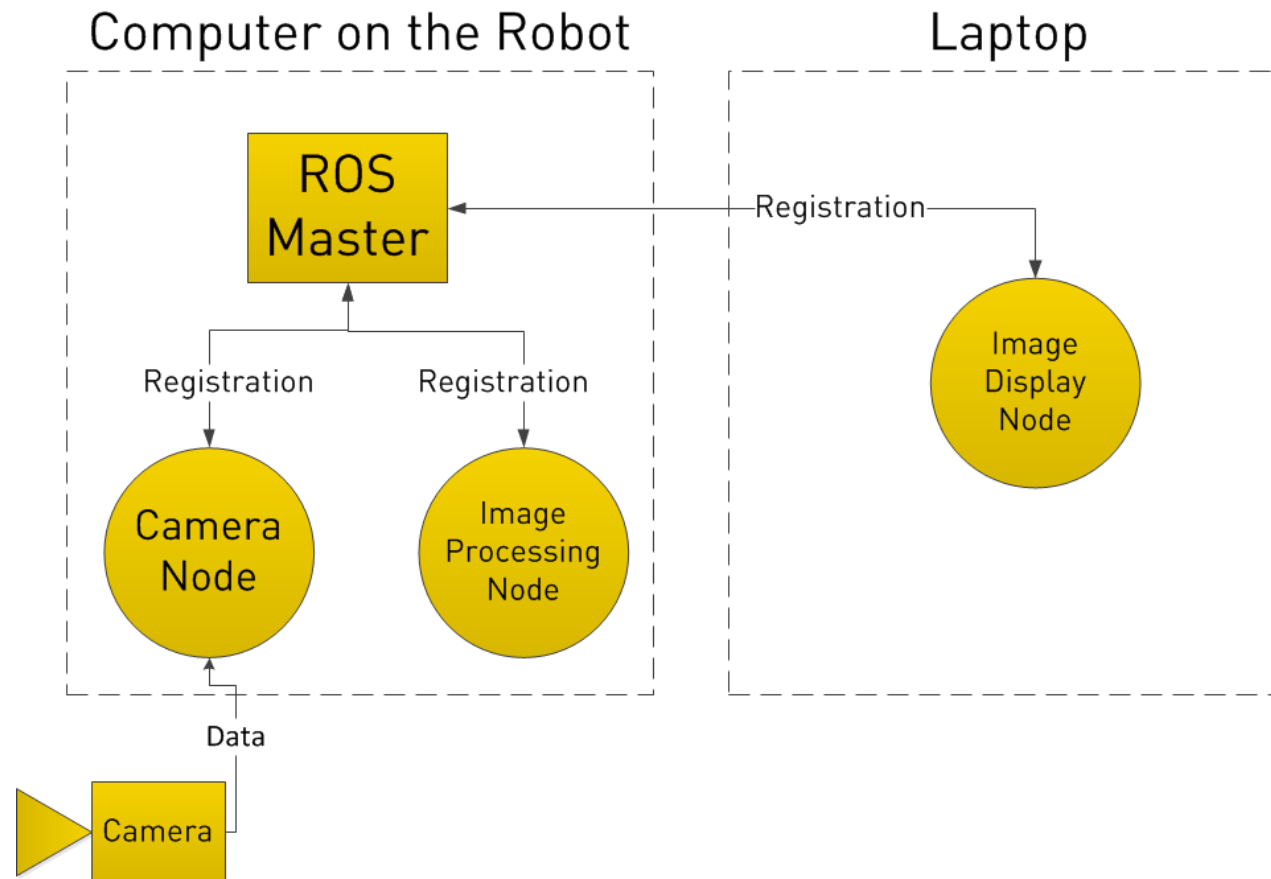 Computer on the Robot
Laptop
ROS
Master
Registration
Image
Display
Node
Registration
Registration
Camera
Node
Image
Processing
Node
Data
Camera